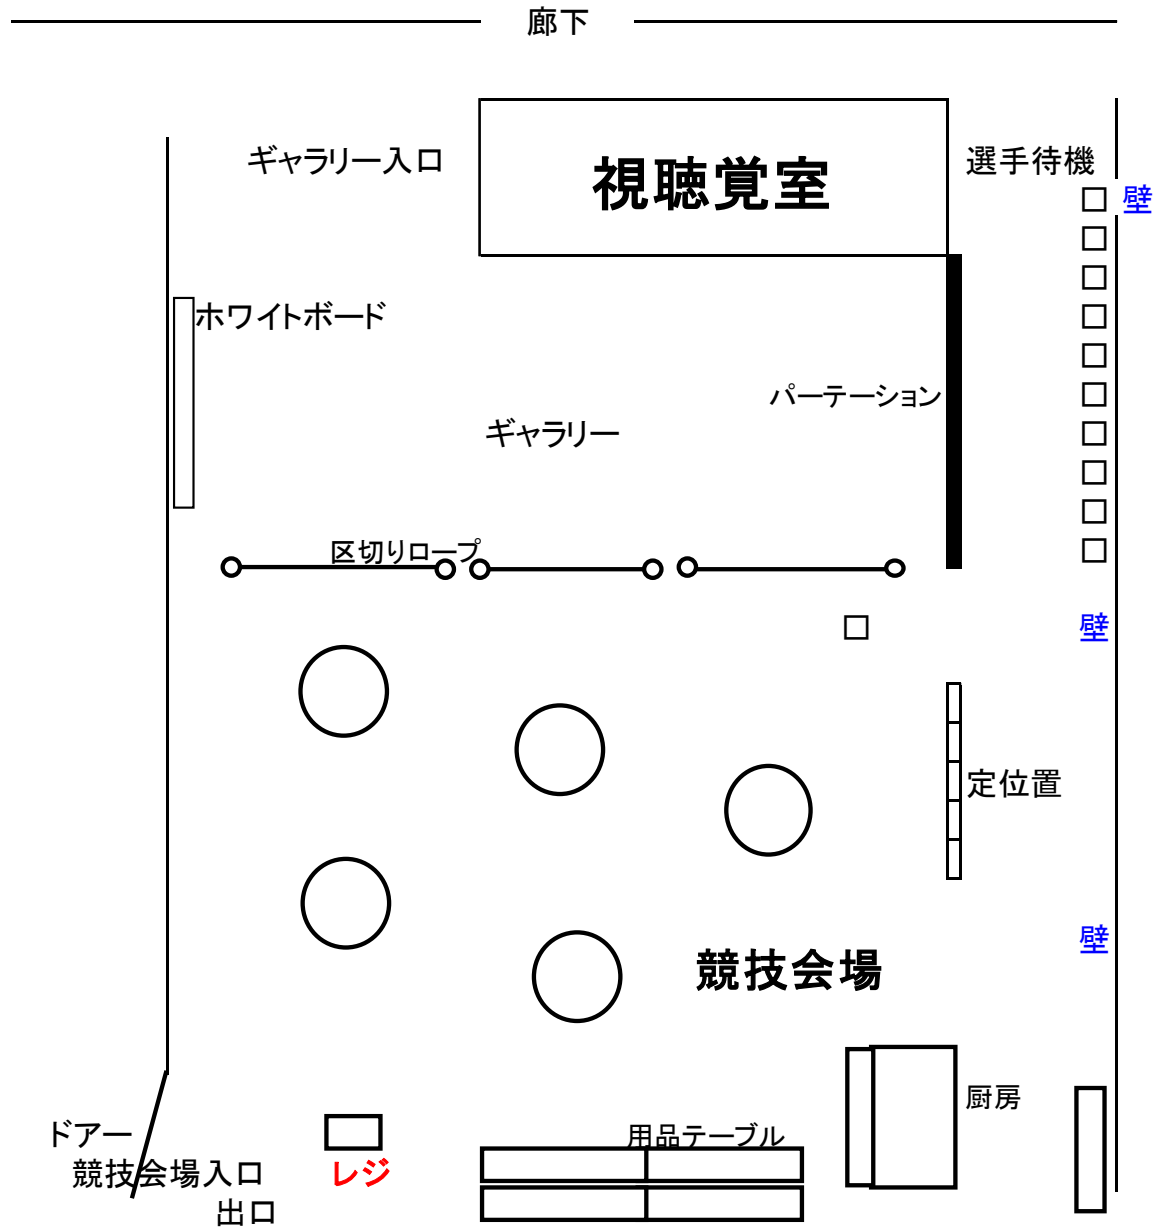 廊下
ギャラリー入口
視聴覚室
選手待機
壁
ホワイトボード
パーテーション
ギャラリー
区切りロープ
壁
定位置
壁
競技会場
厨房
ドアー
用品テーブル
競技会場入口
レジ
出口